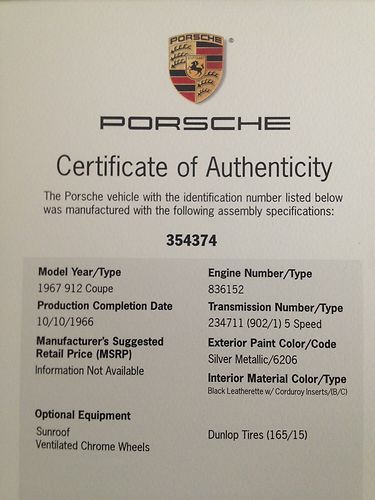 PORSCHE
PORSCHE
Certificate of Authenticity
The Porsche vehicle with the identification number listed below
was manufactured with the following assembly specifications:
354374
Model Year/Type
1967 912 Coupe
Production Completion Date
10/10/1966
Manufacturer's Suggested
Retail Price (MSRP)
Information Not Available
Engine Number/Type
836152
Transmission Number/Type
234711 (902/1) 5 Speed
Exterior Paint Color/Code
Silver Metallic/6206
Interior Material Color/Type
Black Leatherette w/ Corduroy Inserts/(B/C)
Optional Equipment
Sunroof
Ventilated Chrome Wheels
Dunlop Tires (165/15)